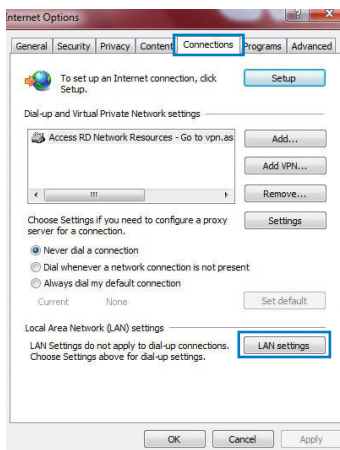 Internet Options
General Security Privacy Content Connections Programs Advanced
To set up an Internet connection, click
Setup.
Setup
Dial-up and Virtual Private Network settings
Access RD Network Resources - Go to vpn.as
Add...
Add VPN...
Remove...
Choose Settings if you need to configure a proxy
server for a connection.
Settings
Never dial a connection
Dial whenever a network connection is not present
Always dial my default connection
Current None
Set default
Local Area Network (LAN) settings
LAN Settings do not apply to dial-up connections.
Choose Settings above for dial-up settings.
LAN settings
OK Cancel Apply